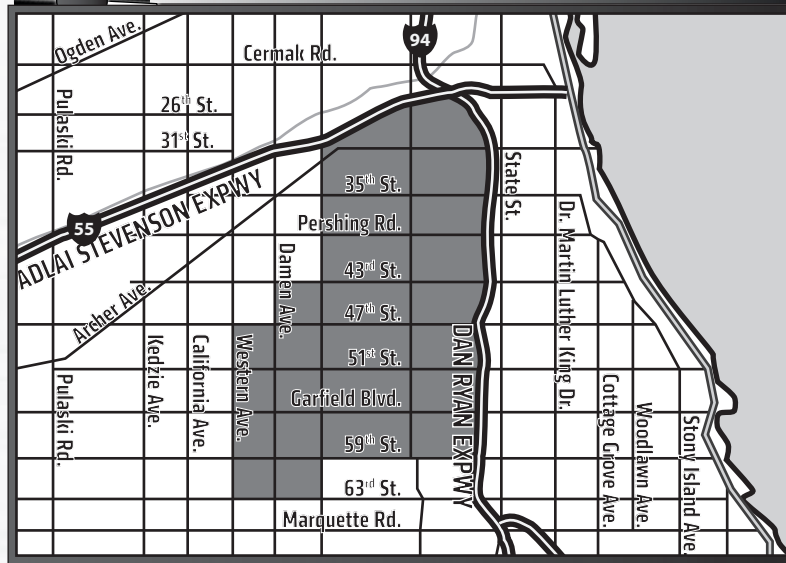 Ogden Ave.
94
Cermak Rd.
Pulaski Rd.
26th St.
31st St.
35th St.
State St.
55
ADLAI STEVENSON EXPWY
Pershing Rd.
Dr. Martin Luther King Dr.
43rd St.
Damen Ave.
Archer Ave.
47th St.
Kedzie Ave.
California Ave.
Western Ave.
51st St.
DAN RYAN EXPWY
Pulaski Rd.
Garfield Blvd.
Cottage Grove Ave.
Woodlawn Ave.
Stony Island Ave.
59th St.
63rd St.
Marquette Rd.